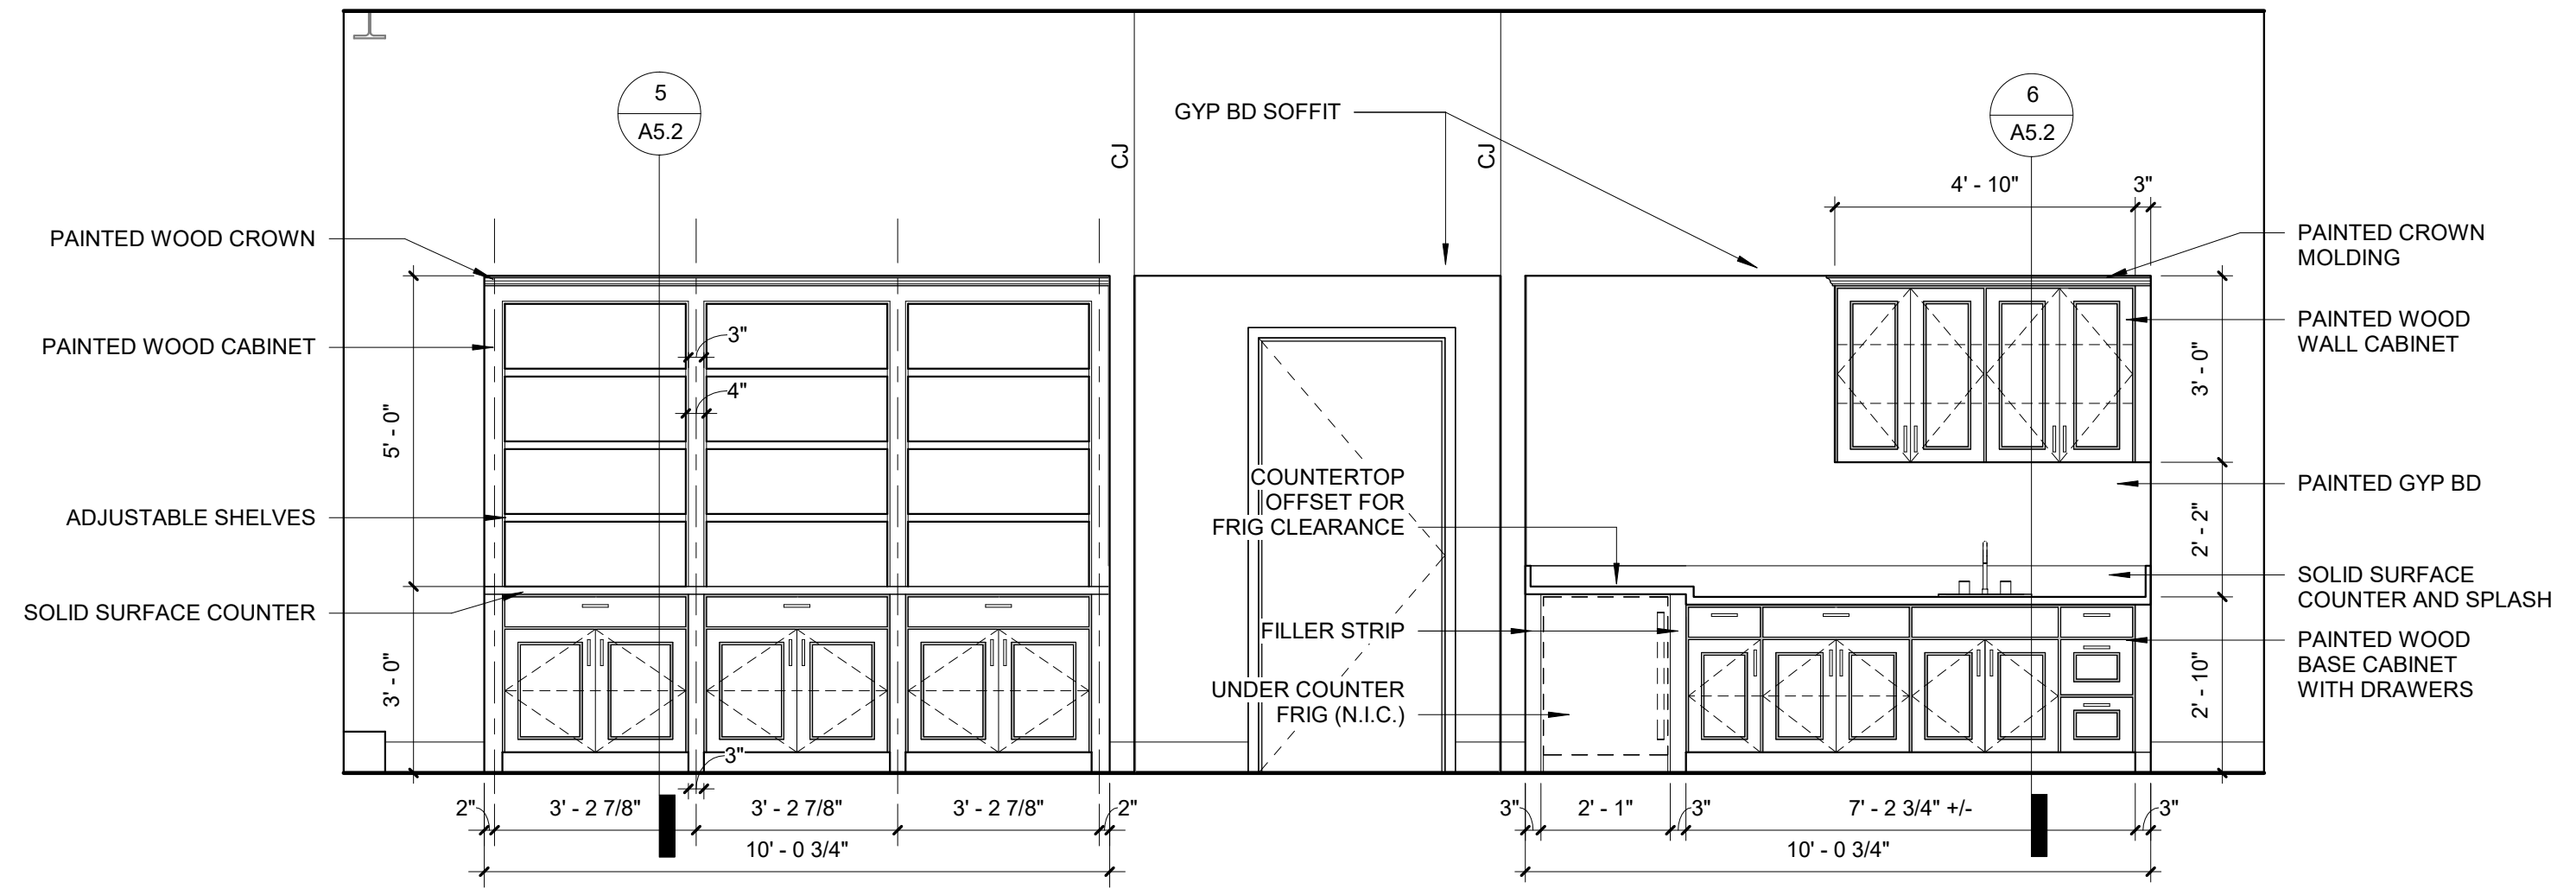 5
A5.2
GYP BD SOFFIT
CJ
CJ
6
A5.2
4' - 10"
3"
PAINTED WOOD CROWN
PAINTED WOOD CABINET
ADJUSTABLE SHELVES
SOLID SURFACE COUNTER
5' - 0"
3' - 0"
3"
4"
3"
COUNTERTOP
OFFSET FOR
FRIG CLEARANCE
FILLER STRIP
UNDER COUNTER
FRIG (N.I.C.)
3' - 0"
2' - 2"
2' - 10"
PAINTED CROWN
MOLDING
PAINTED WOOD
WALL CABINET
PAINTED GYP BD
SOLID SURFACE
COUNTER AND SPLASH
PAINTED WOOD
BASE CABINET
WITH DRAWERS
2"
3' - 2 7/8"
3' - 2 7/8"
3' - 2 7/8"
2"
10' - 0 3/4"
3"
2' - 1"
3"
7' - 2 3/4" +/-
3"
10' - 0 3/4"